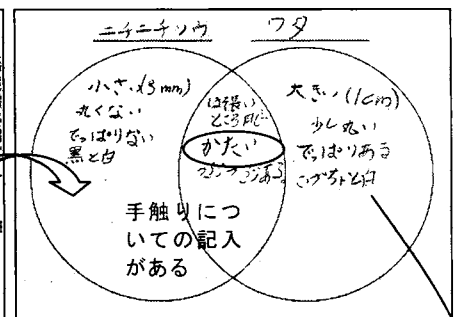 ニチニチソウ
ワタ
小さい(3mm)
丸くない
でっぱりない
黒と白
かたい
大きい(1cm)
少し丸い
でっぱりある
こげちゃと白
手触りにつ
いての記入
がある